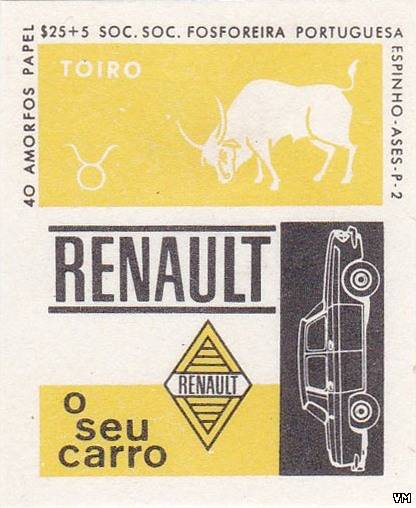 40 AMORFOS PAPEL
$25+5 SOC. SOC. FOSFOREIRA PORTUGUESA
ESPINHO-ASES-P-2
TOIRO
RENAULT
RENAULT
o
seu
carro
VM